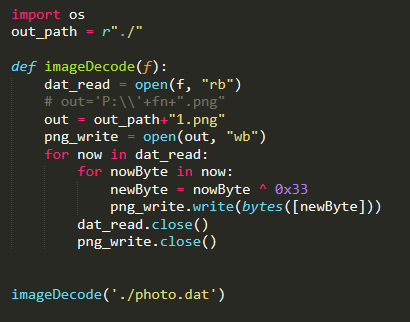 import os
out_path = r"./"

def imageDecode(f):
    dat_read = open(f, "rb")
    # out='P:\\'+fn+".png"
    out = out_path+"1.png"
    png_write = open(out, "wb")
    for now in dat_read:
        for nowByte in now:
            newByte = nowByte ^ 0x33
            png_write.write(bytes([newByte]))
        dat_read.close()
        png_write.close()


imageDecode('./photo.dat')